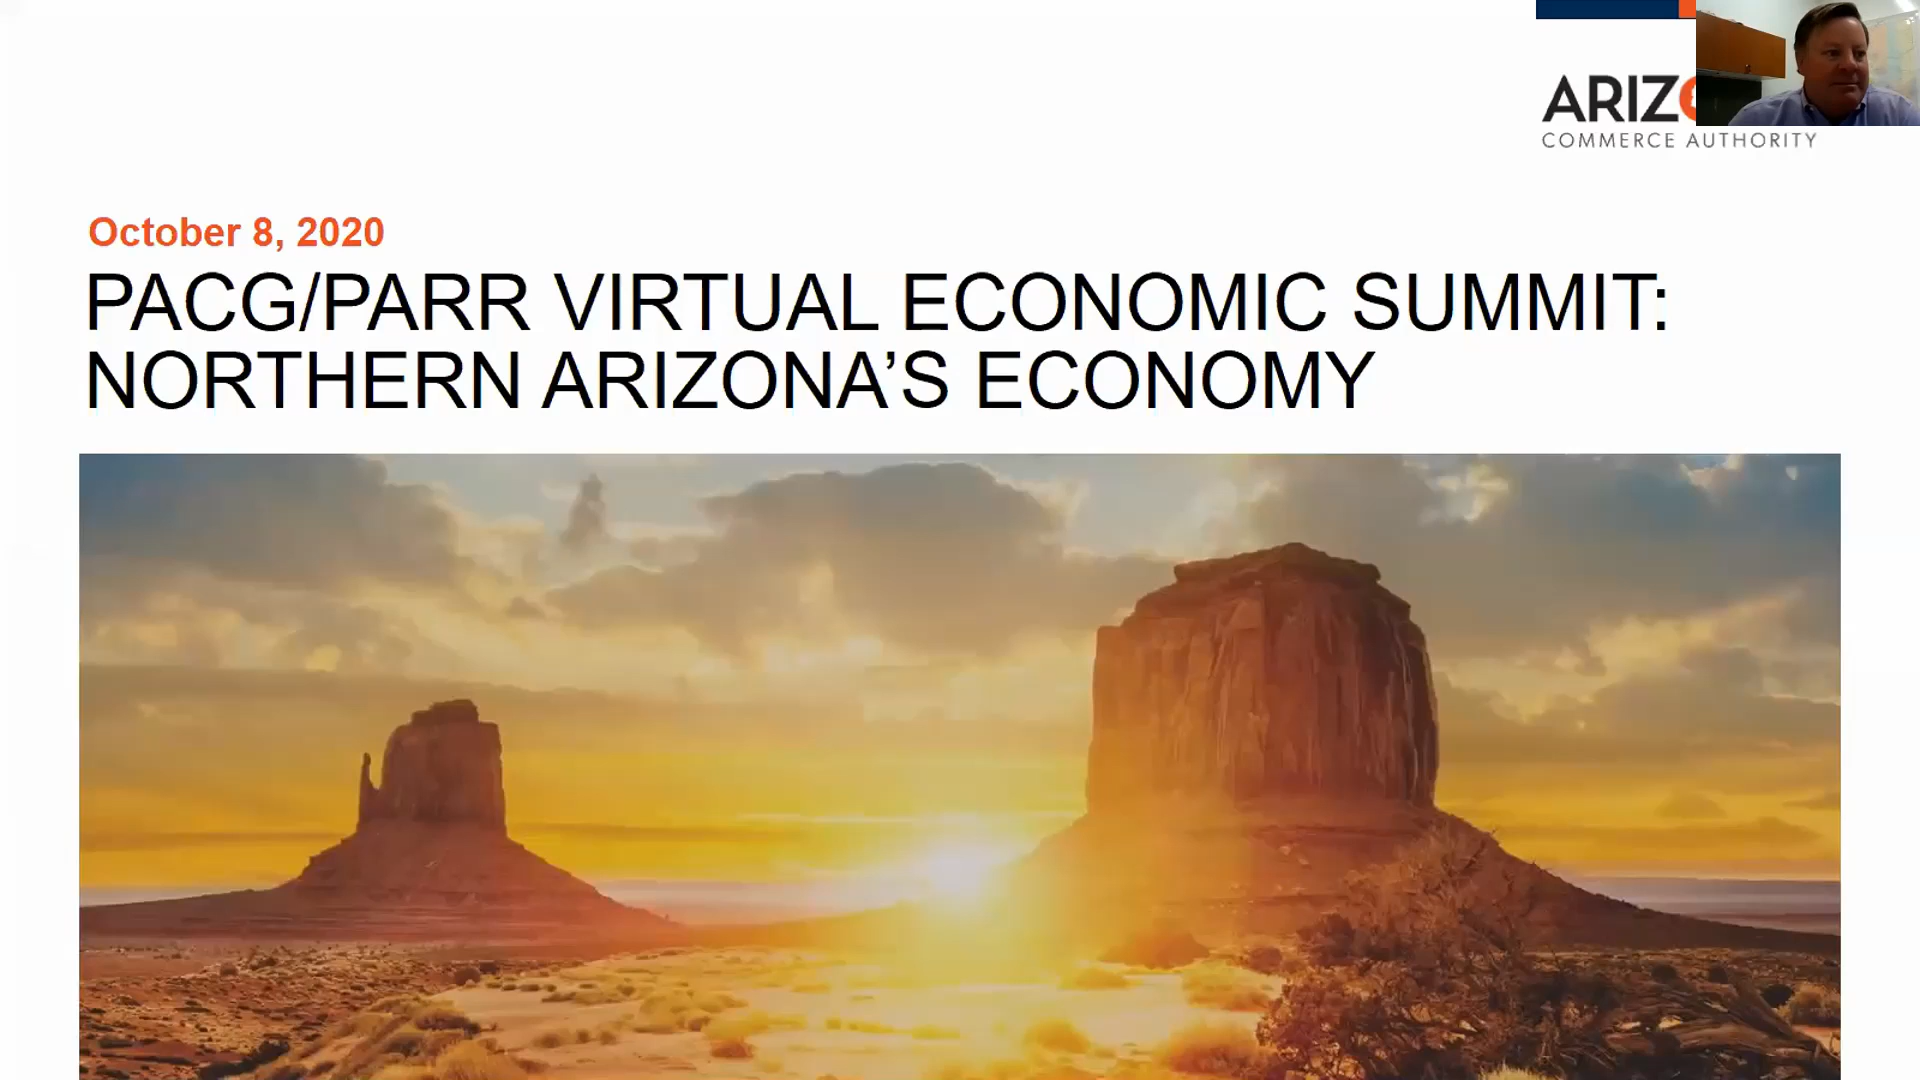 ARIZ
COMMERCE AUTHORITY
October 8, 2020
PACG/PARR VIRTUAL ECONOMIC SUMMIT:
NORTHERN ARIZONA’S ECONOMY